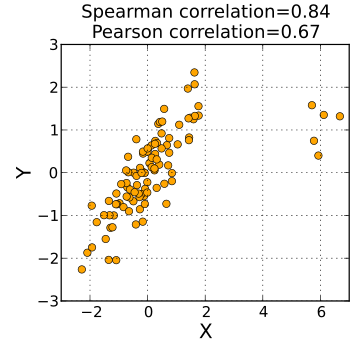 Spearman correlation=0.84
Pearson correlation=0.67
3
2
1
0
−1
−2
−3
Y
−2 0 2 4 6
X